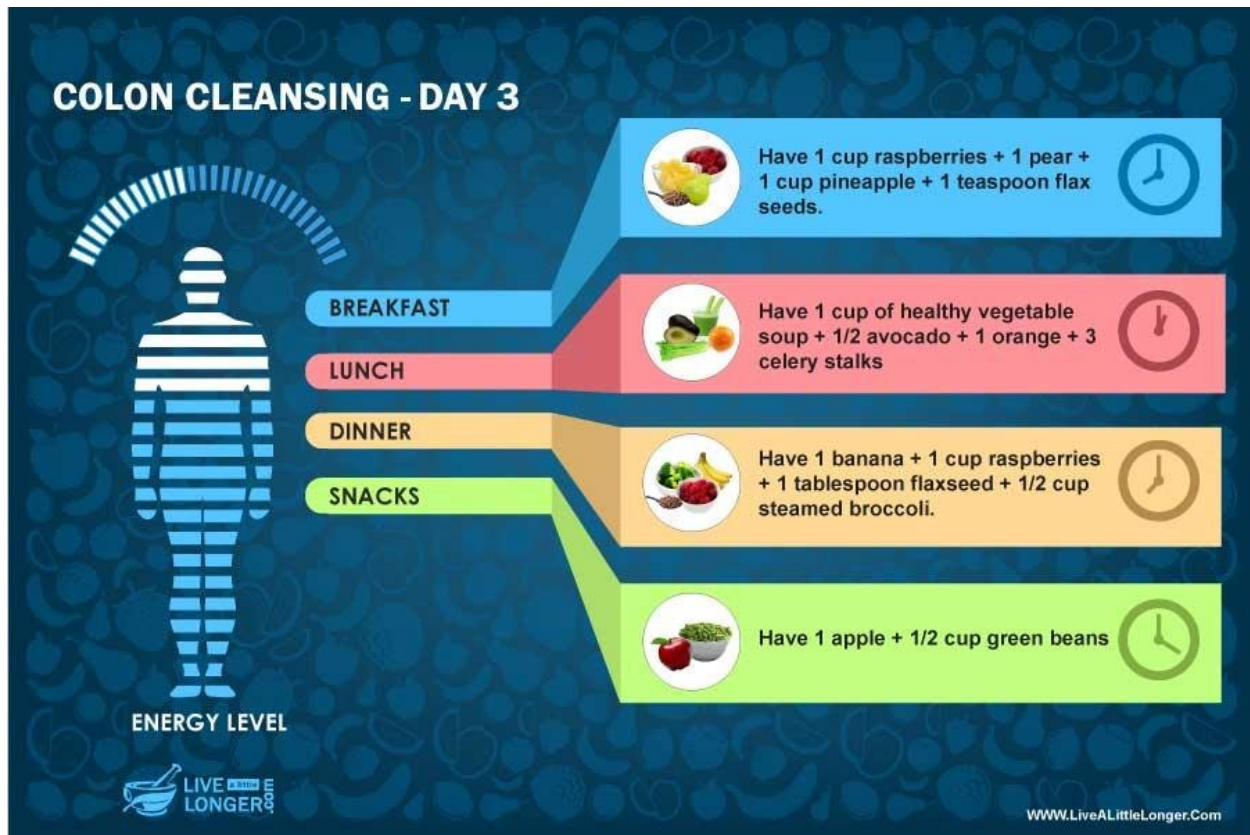 COLON CLEANSING - DAY 3
BREAKFAST
Have 1 cup raspberries + 1 pear +
1 cup pineapple + 1 teaspoon flax
seeds.
LUNCH
Have 1 cup of healthy vegetable
soup + 1/2 avocado + 1 orange + 3
celery stalks
DINNER
Have 1 banana + 1 cup raspberries
+ 1 tablespoon flaxseed + 1/2 cup
steamed broccoli.
SNACKS
Have 1 apple + 1/2 cup green beans
ENERGY LEVEL
LIVE A LITTLE
LONGER.com
WWW.LiveALittleLonger.Com